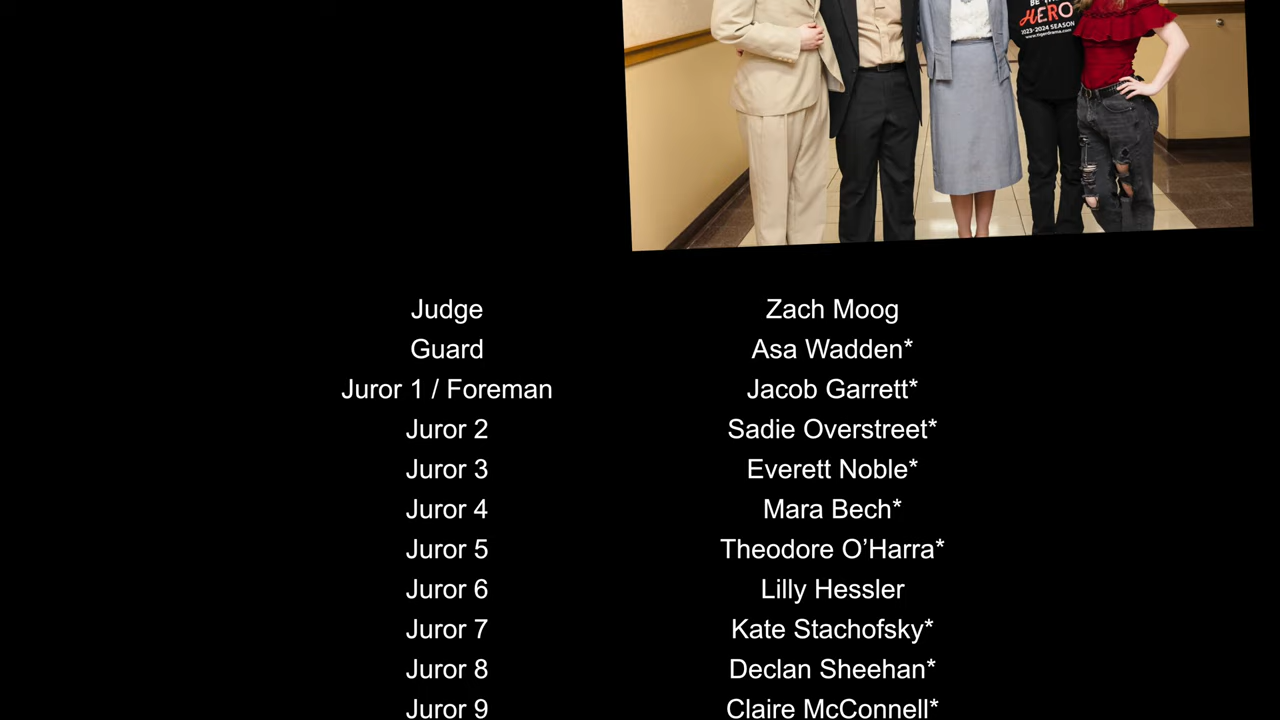 BE THE
HERO
2023-2024 SEASON
Judge Zach Moog
Guard Asa Wadden*
Juror 1 / Foreman Jacob Garrett*
Juror 2 Sadie Overstreet*
Juror 3 Everett Noble*
Juror 4 Mara Bech*
Juror 5 Theodore O’Harra*
Juror 6 Lilly Hessler
Juror 7 Kate Stachofsky*
Juror 8 Declan Sheehan*
Juror 9 Claire McConnell*